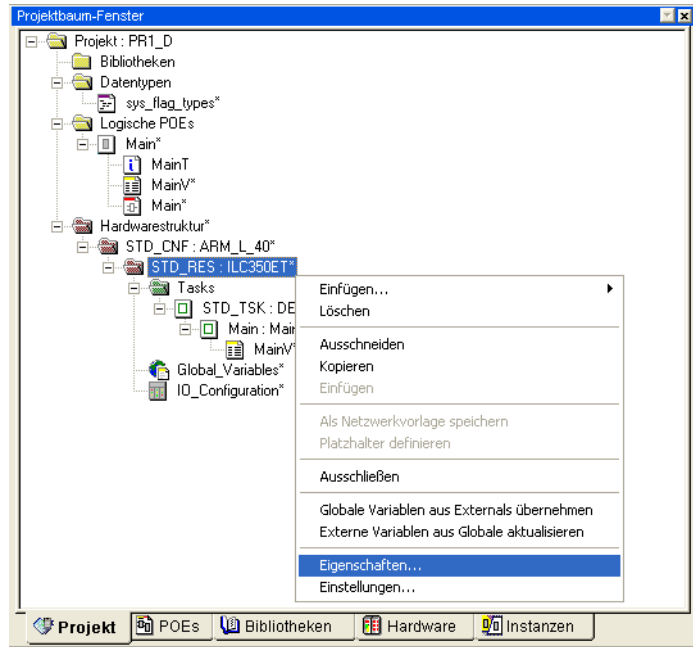 Projektbaum-Fenster
Projekt : PR1_D
Bibliotheken
Datentypen
sys_flag_types*
Logische POEs
Main*
MainT
MainV*
Main*
Hardwarestruktur*
STD_CNF : ARM_L_40*
STD_RES : ILC350ET*
Tasks
STD_TSK : DE
Main : Main
MainV*
Global_Variables*
IO_Configuration*
Einfügen...
Löschen
Ausschneiden
Kopieren
Einfügen
Als Netzwerkvorlage speichern
Platzhalter definieren
Ausschließen
Globale Variablen aus Externals übernehmen
Externe Variablen aus Globale aktualisieren
Eigenschaften...
Einstellungen...
Projekt POEs Bibliotheken Hardware Instanzen